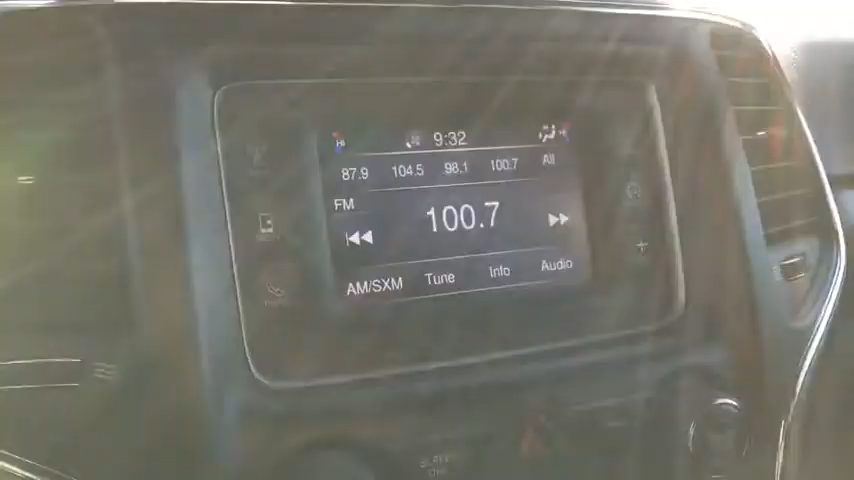 HI 9:32
87.9 104.5 98.1 100.7 All
FM
100.7
AM/SXM Tune Info Audio